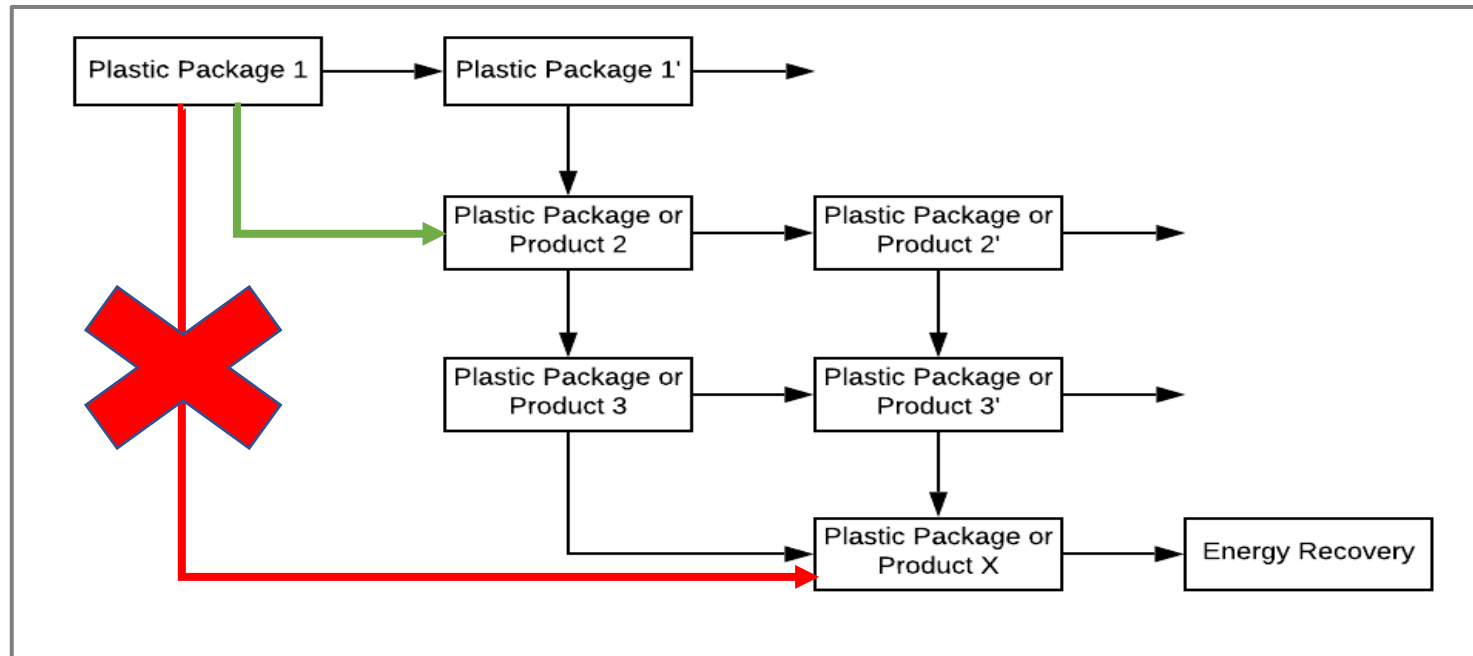 Plastic Package 1
Plastic Package 1'
Plastic Package or
Product 2
Plastic Package or
Product 2'
Plastic Package or
Product 3
Plastic Package or
Product 3'
Plastic Package or
Product X
Energy Recovery